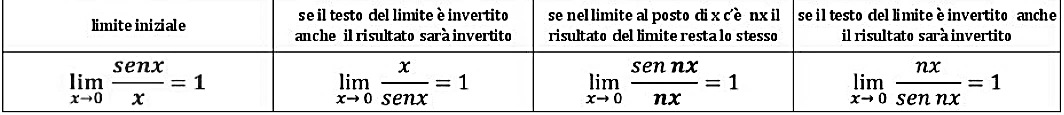 limite iniziale
se il testo del limite è invertito
anche il risultato sarà invertito
se nel limite al posto di x c'è nx il
risultato del limite resta lo stesso
se il testo del limite è invertito anche
il risultato sarà invertito
lim x→0 senx/x = 1
lim x→0 x/senx = 1
lim x→0 sen nx/nx = 1
lim x→0 nx/sen nx = 1